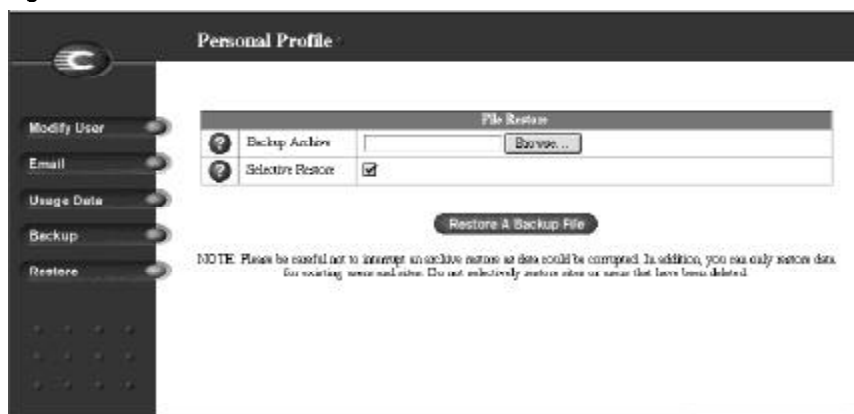 Personal Profile
Modify User
Email
Usage Data
Backup
Restore
File Restore
Backup Archive
Browse...
Selective Restore
Restore A Backup File
NOTE: Please be careful not to interrupt an archive restore as data could be corrupted. In addition, you can only restore data
for existing users and sites. Do not selectively restore sites or users that have been deleted.